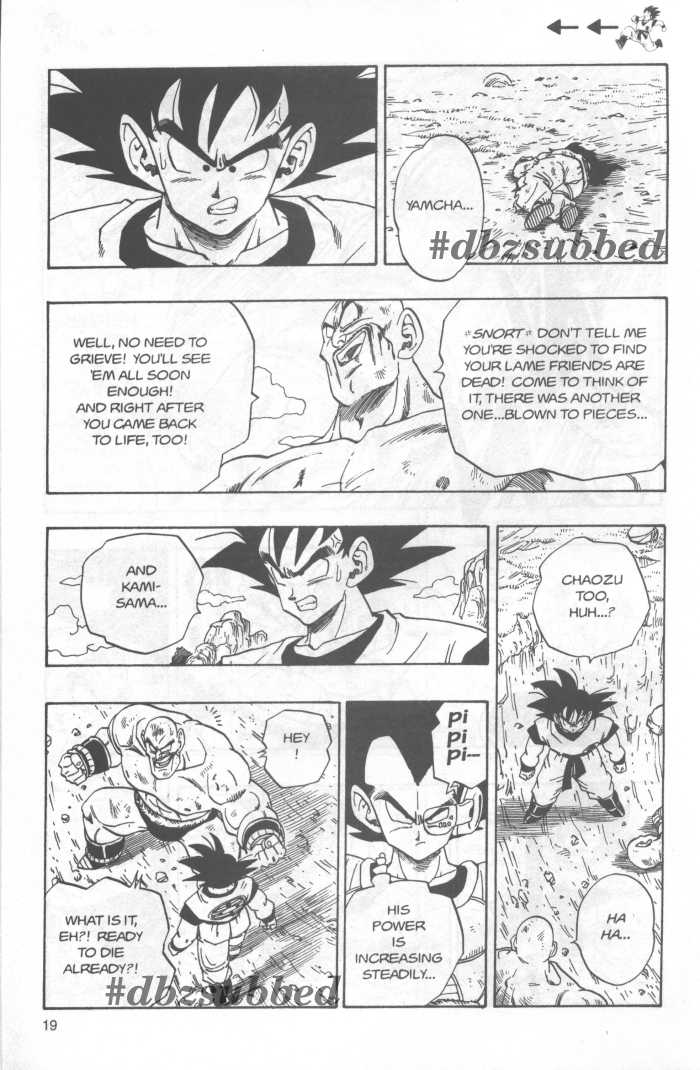 YAMCHA...
#dbzsubbed
*SNORT* DON'T TELL ME
YOU'RE SHOCKED TO FIND
YOUR LAME FRIENDS ARE
DEAD! COME TO THINK OF
IT, THERE WAS ANOTHER
ONE...BLOWN TO PIECES...
WELL, NO NEED TO
GRIEVE! YOU'LL SEE
'EM ALL SOON
ENOUGH!
AND RIGHT AFTER
YOU CAME BACK
TO LIFE, TOO!
CHAOZU
TOO,
HUH...?
HA
HA...
AND
KAMI-
SAMA...
Pi
Pi
Pi--
HIS
POWER
IS
INCREASING
STEADILY...
HEY
!
WHAT IS IT,
EH?! READY
TO DIE
ALREADY?!
#dbzsubbed
19